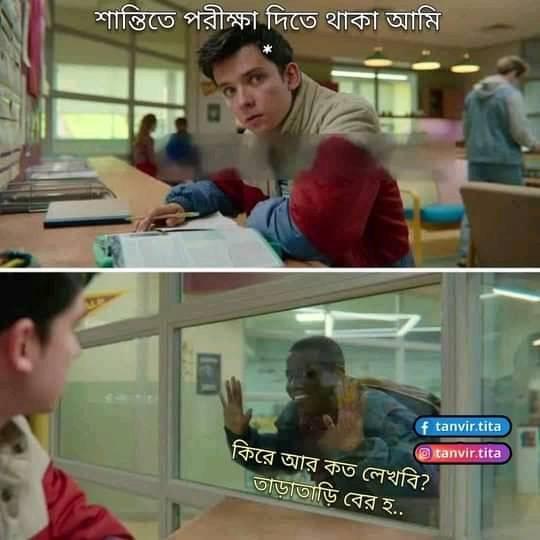 শান্তিতে পরীক্ষা দিতে থাকা আমি
*
কিরে আর কত লেখবি?
তাড়াতাড়ি বের হ..
f tanvir.tita
tanvir.tita